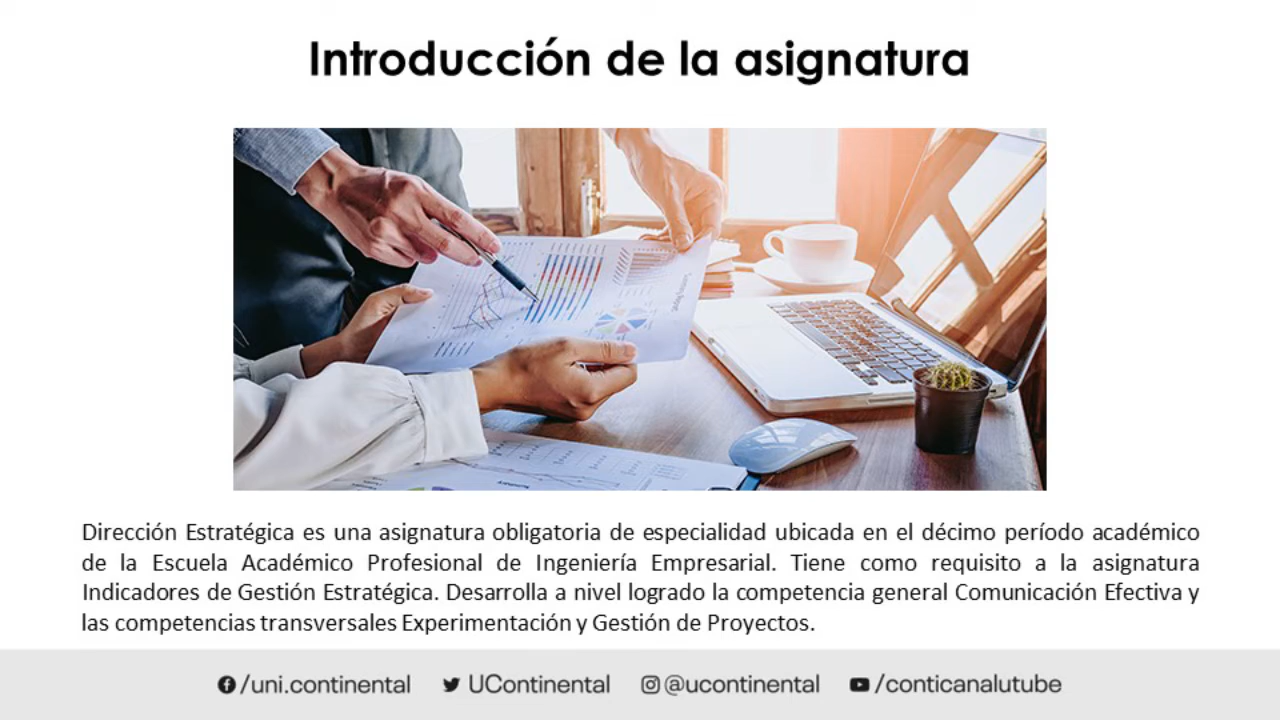 Introducción de la asignatura
Dirección Estratégica es una asignatura obligatoria de especialidad ubicada en el décimo período académico
de la Escuela Académico Profesional de Ingeniería Empresarial. Tiene como requisito a la asignatura
Indicadores de Gestión Estratégica. Desarrolla a nivel logrado la competencia general Comunicación Efectiva y
las competencias transversales Experimentación y Gestión de Proyectos.
/uni.continental UContinental @ucontinental /conticanalutube